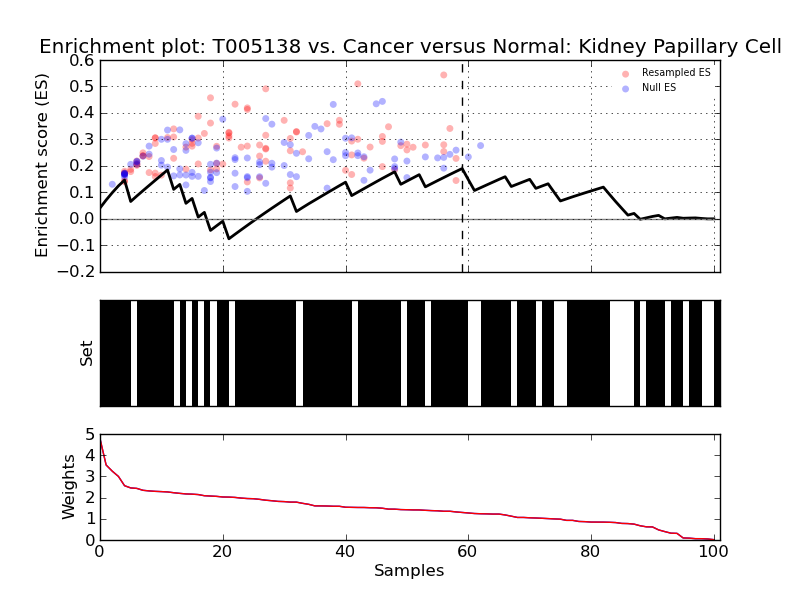 Enrichment plot: T005138 vs. Cancer versus Normal: Kidney Papillary Cell
Enrichment score (ES)
0.6
0.5
0.4
0.3
0.2
0.1
0.0
−0.1
−0.2
Resampled ES
Null ES
Set
Weights
5
4
3
2
1
0
0 20 40 60 80 100
Samples